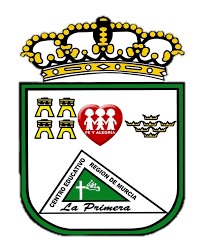 FE Y ALEGRIA
CENTRO EDUCATIVO
REGION DE MURCIA
La Primera